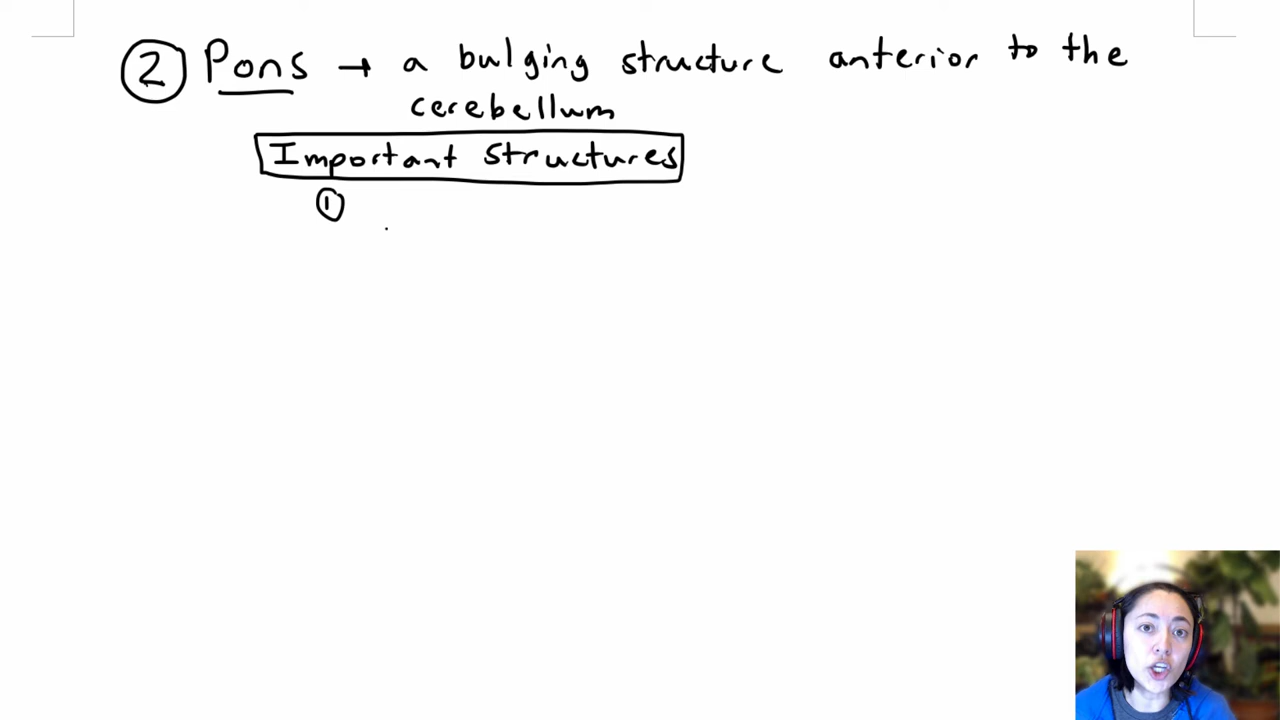 ② Pons → a bulging structure anterior to the
cerebellum
Important Structures
①